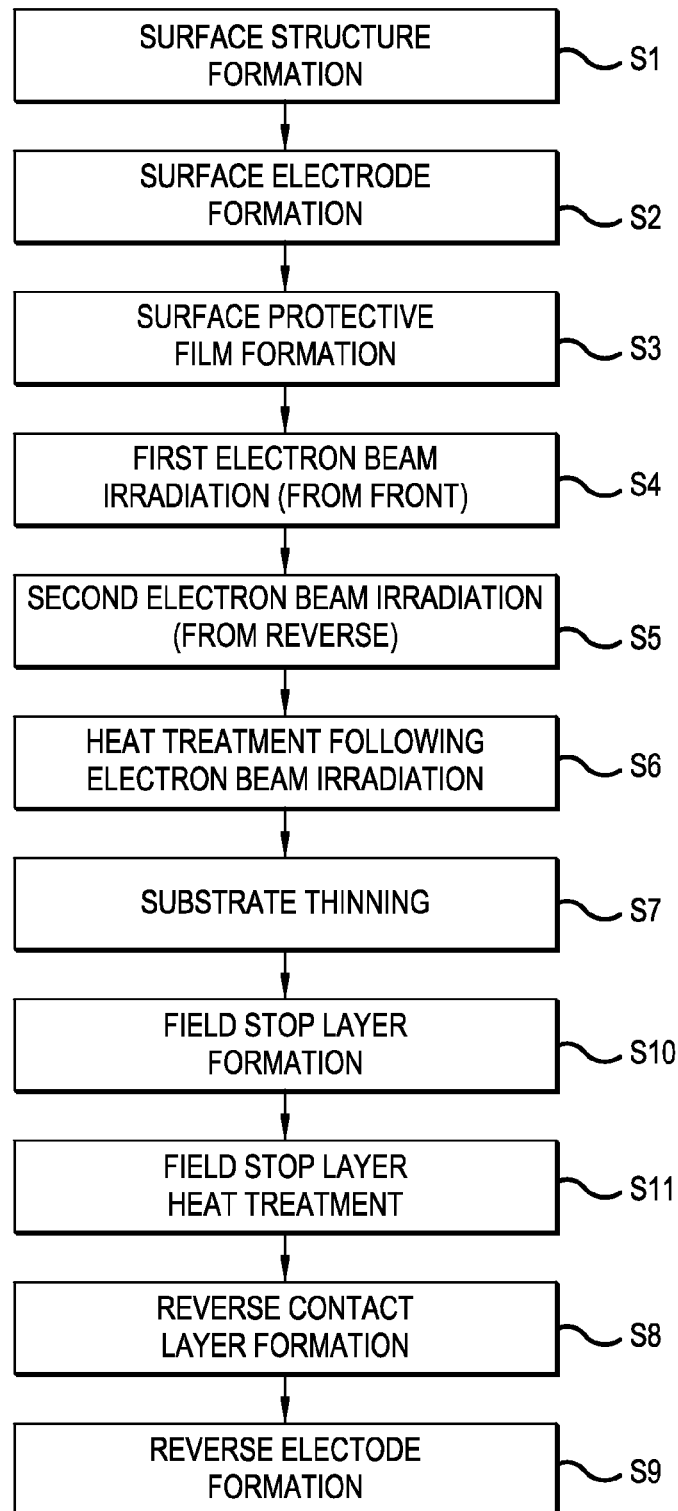 SURFACE STRUCTURE
FORMATION
S1
SURFACE ELECTRODE
FORMATION
S2
SURFACE PROTECTIVE
FILM FORMATION
S3
FIRST ELECTRON BEAM
IRRADIATION (FROM FRONT)
S4
SECOND ELECTRON BEAM IRRADIATION
(FROM REVERSE)
S5
HEAT TREATMENT FOLLOWING
ELECTRON BEAM IRRADIATION
S6
SUBSTRATE THINNING
S7
FIELD STOP LAYER
FORMATION
S10
FIELD STOP LAYER
HEAT TREATMENT
S11
REVERSE CONTACT
LAYER FORMATION
S8
REVERSE ELECTODE
FORMATION
S9